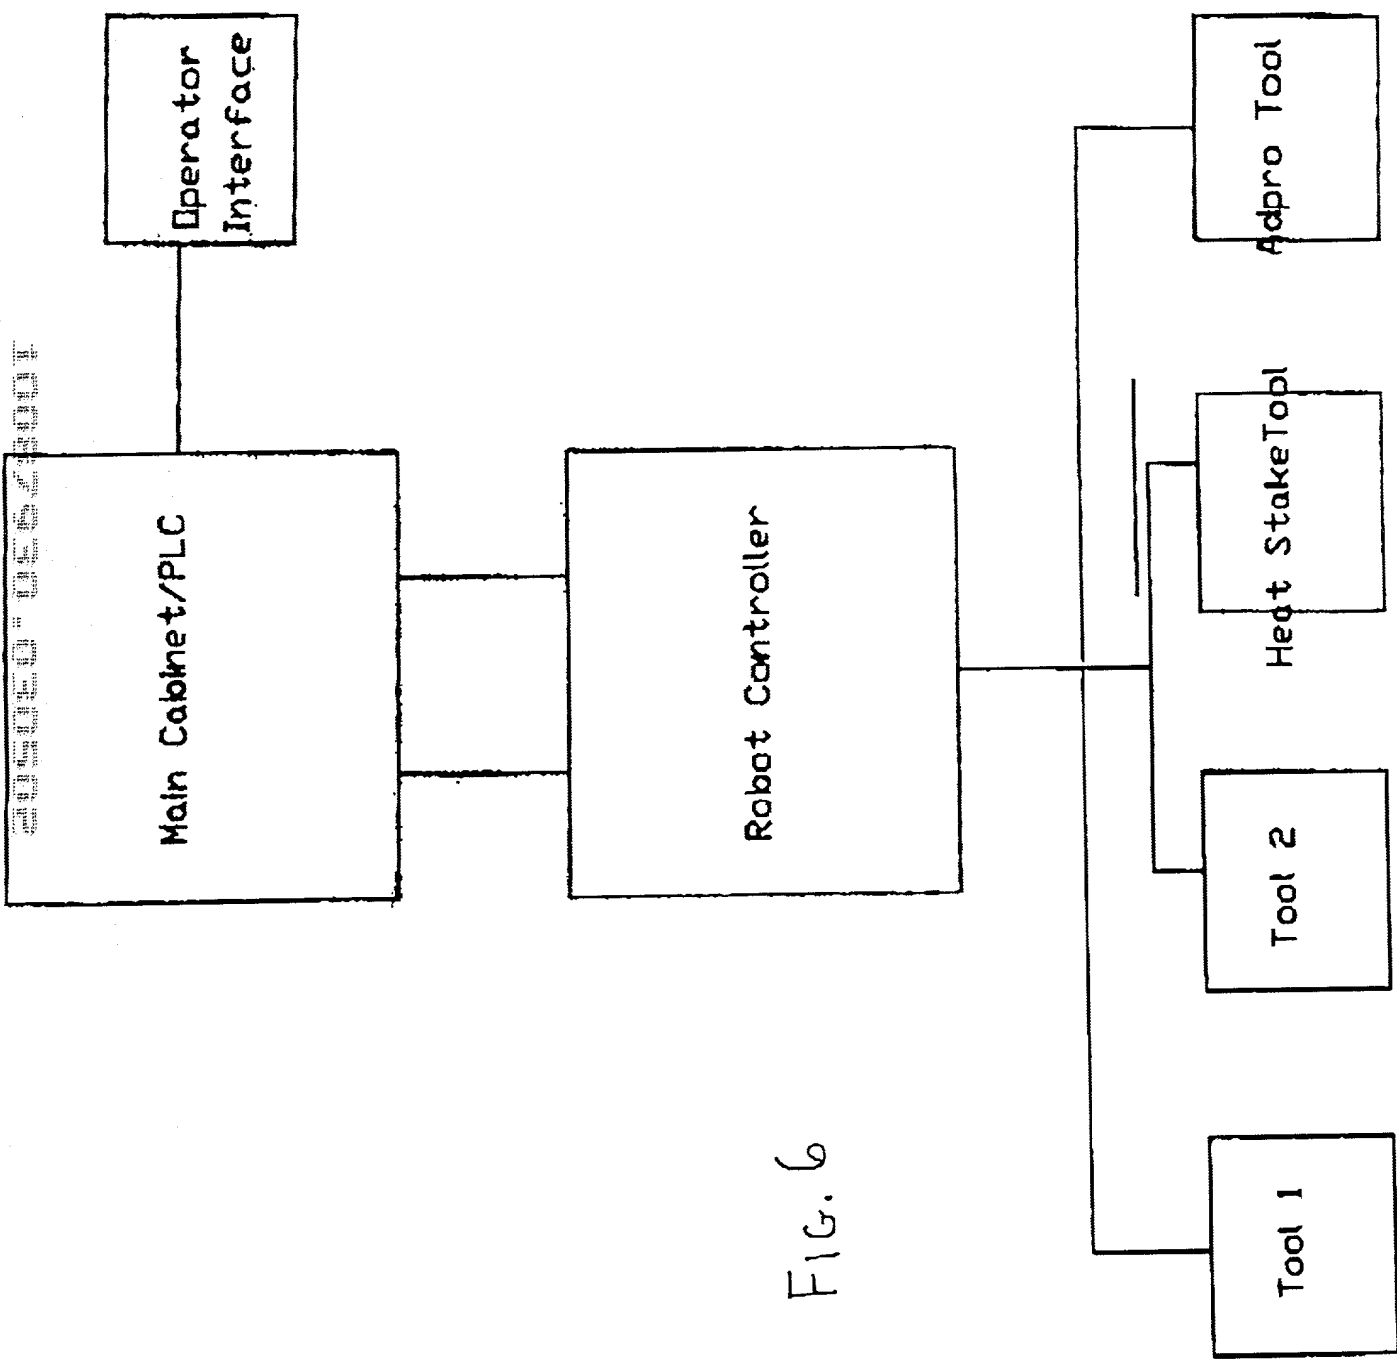 Operator
Interface
Main Cabinet/PLC
Robot Controller
Adpro Tool
Heat StakeTool
Tool 2
Tool 1
FIG. 6